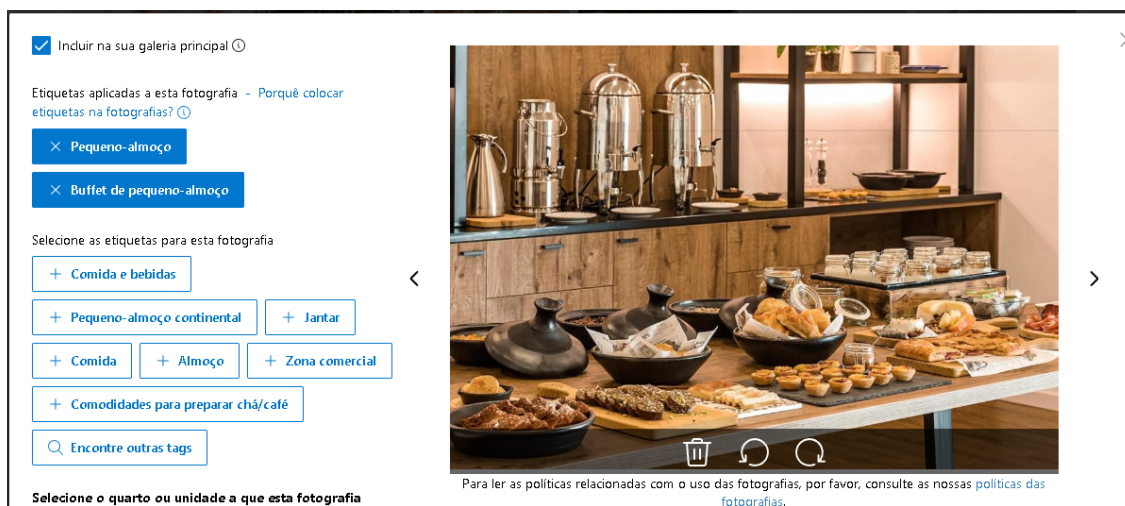 Incluir na sua galeria principal
Etiquetas aplicadas a esta fotografia - Porquê colocar
etiquetas na fotografias?
Pequeno-almoço
Buffet de pequeno-almoço
Selecione as etiquetas para esta fotografia
Comida e bebidas
Pequeno-almoço continental
Jantar
Comida
Almoço
Zona comercial
Comodidades para preparar chá/café
Encontre outras tags
Selecione o quarto ou unidade a que esta fotografia
Para ler as políticas relacionadas com o uso das fotografias, por favor, consulte as nossas políticas das
fotografias.